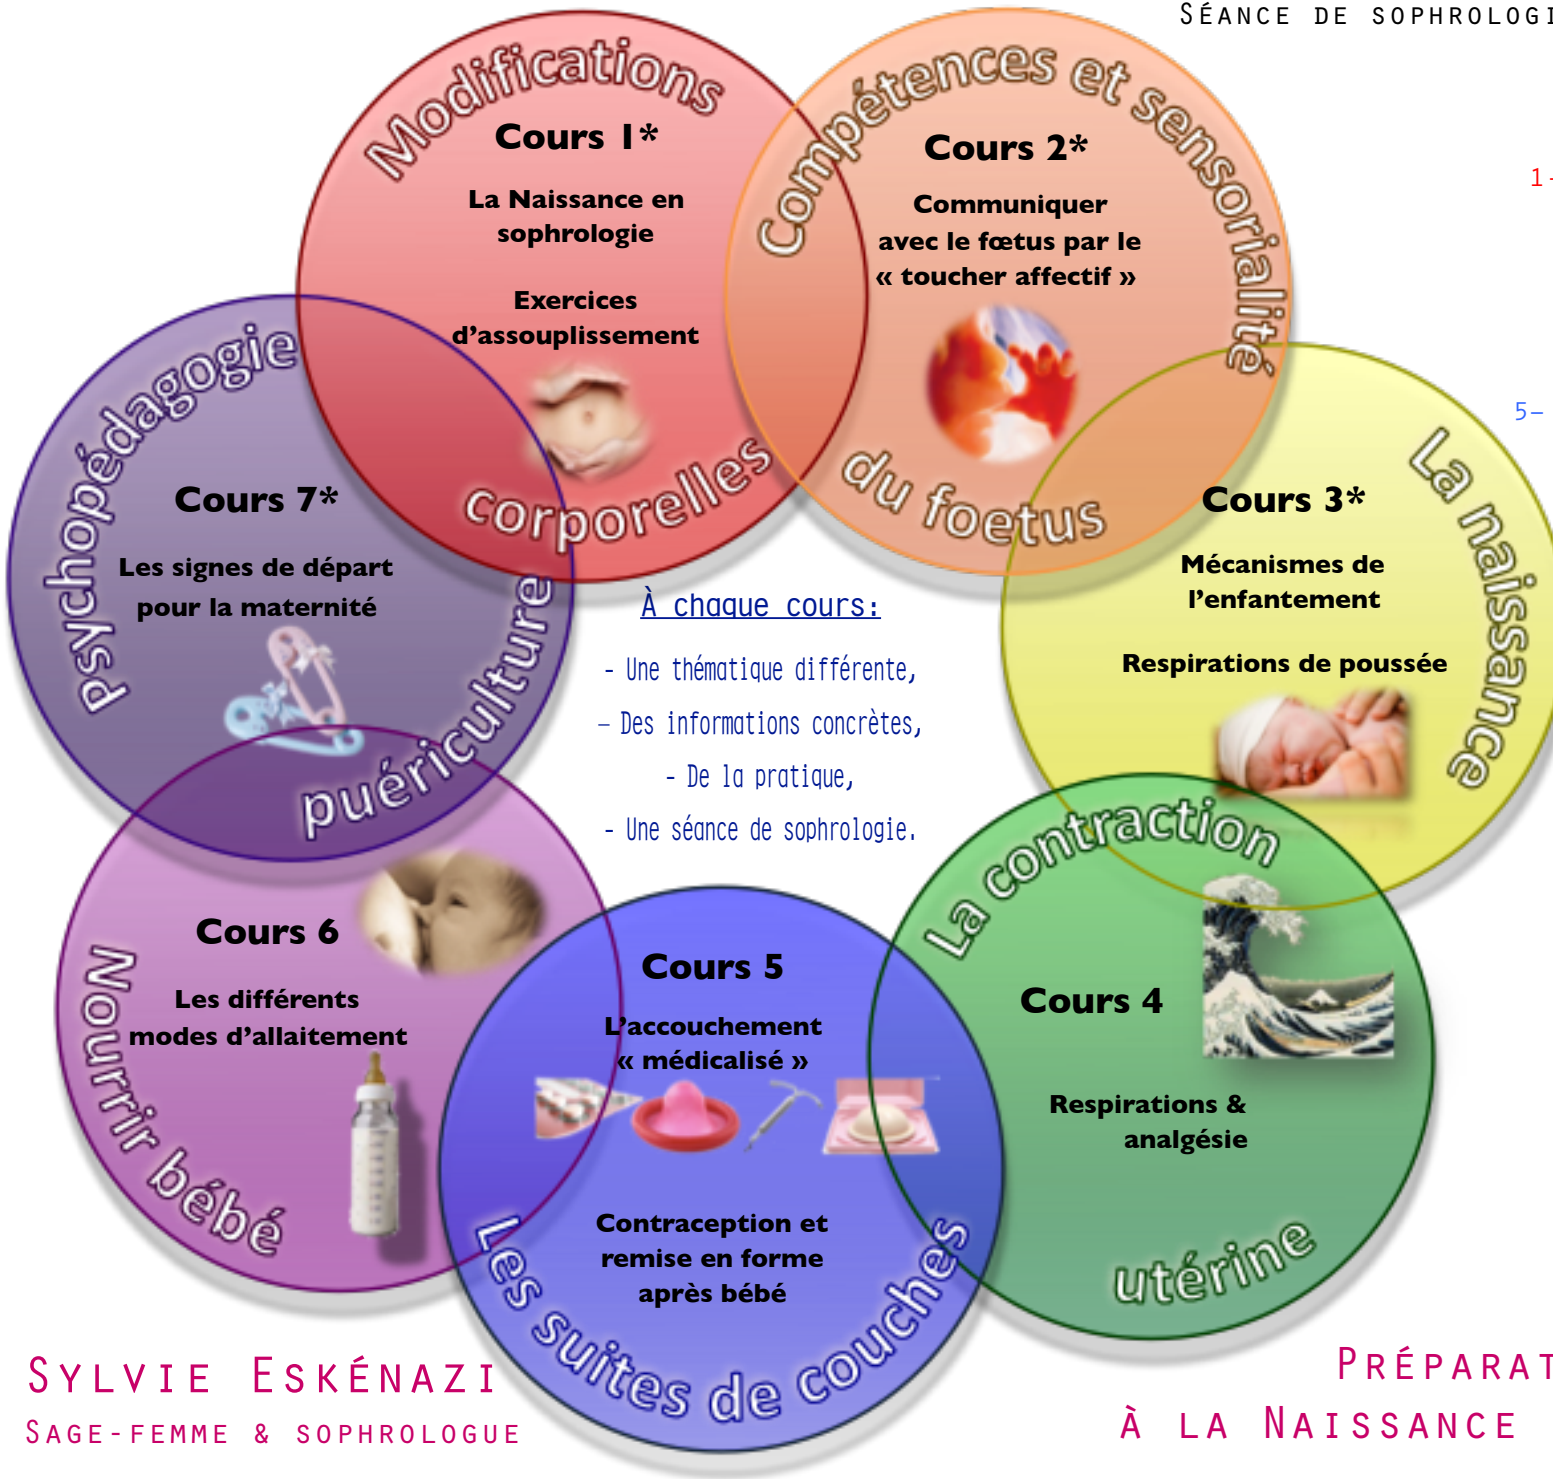 SÉANCE DE SOPHROLOGI
Modifications
corporelles
Cours 1*
La Naissance en
sophrologie
Exercices
d’assouplissement
Compétences et sensorialité
du foetus
Cours 2*
Communiquer
avec le fœtus par le
« toucher affectif »
1-
5–
La naissance
Cours 3*
Mécanismes de
l’enfantement
Respirations de poussée
La contraction
utérine
Cours 4
Respirations &
analgésie
Les suites de couches
Cours 5
L’accouchement
« médicalisé »
Contraception et
remise en forme
après bébé
Nourrir bébé
Cours 6
Les différents
modes d’allaitement
Psychopédagogie
puériculture
Cours 7*
Les signes de départ
pour la maternité
À chaque cours:
- Une thématique différente,
– Des informations concrètes,
- De la pratique,
- Une séance de sophrologie.
SYLVIE ESKÉNAZI
SAGE-FEMME & SOPHROLOGUE
PRÉPARAT
À LA NAISSANCE